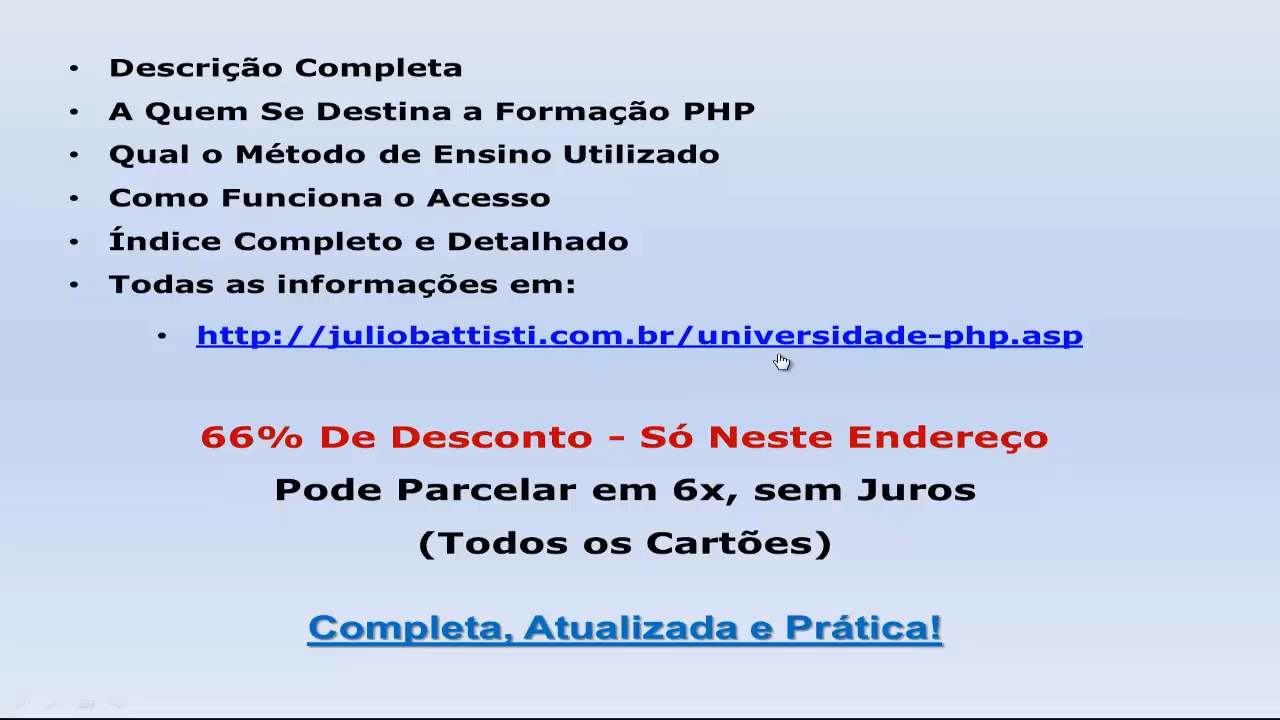 • Descrição Completa
• A Quem Se Destina a Formação PHP
• Qual o Método de Ensino Utilizado
• Como Funciona o Acesso
• Índice Completo e Detalhado
• Todas as informações em:
• http://juliobattisti.com.br/universidade-php.asp
66% De Desconto - Só Neste Endereço
Pode Parcelar em 6x, sem Juros
(Todos os Cartões)
Completa, Atualizada e Prática!